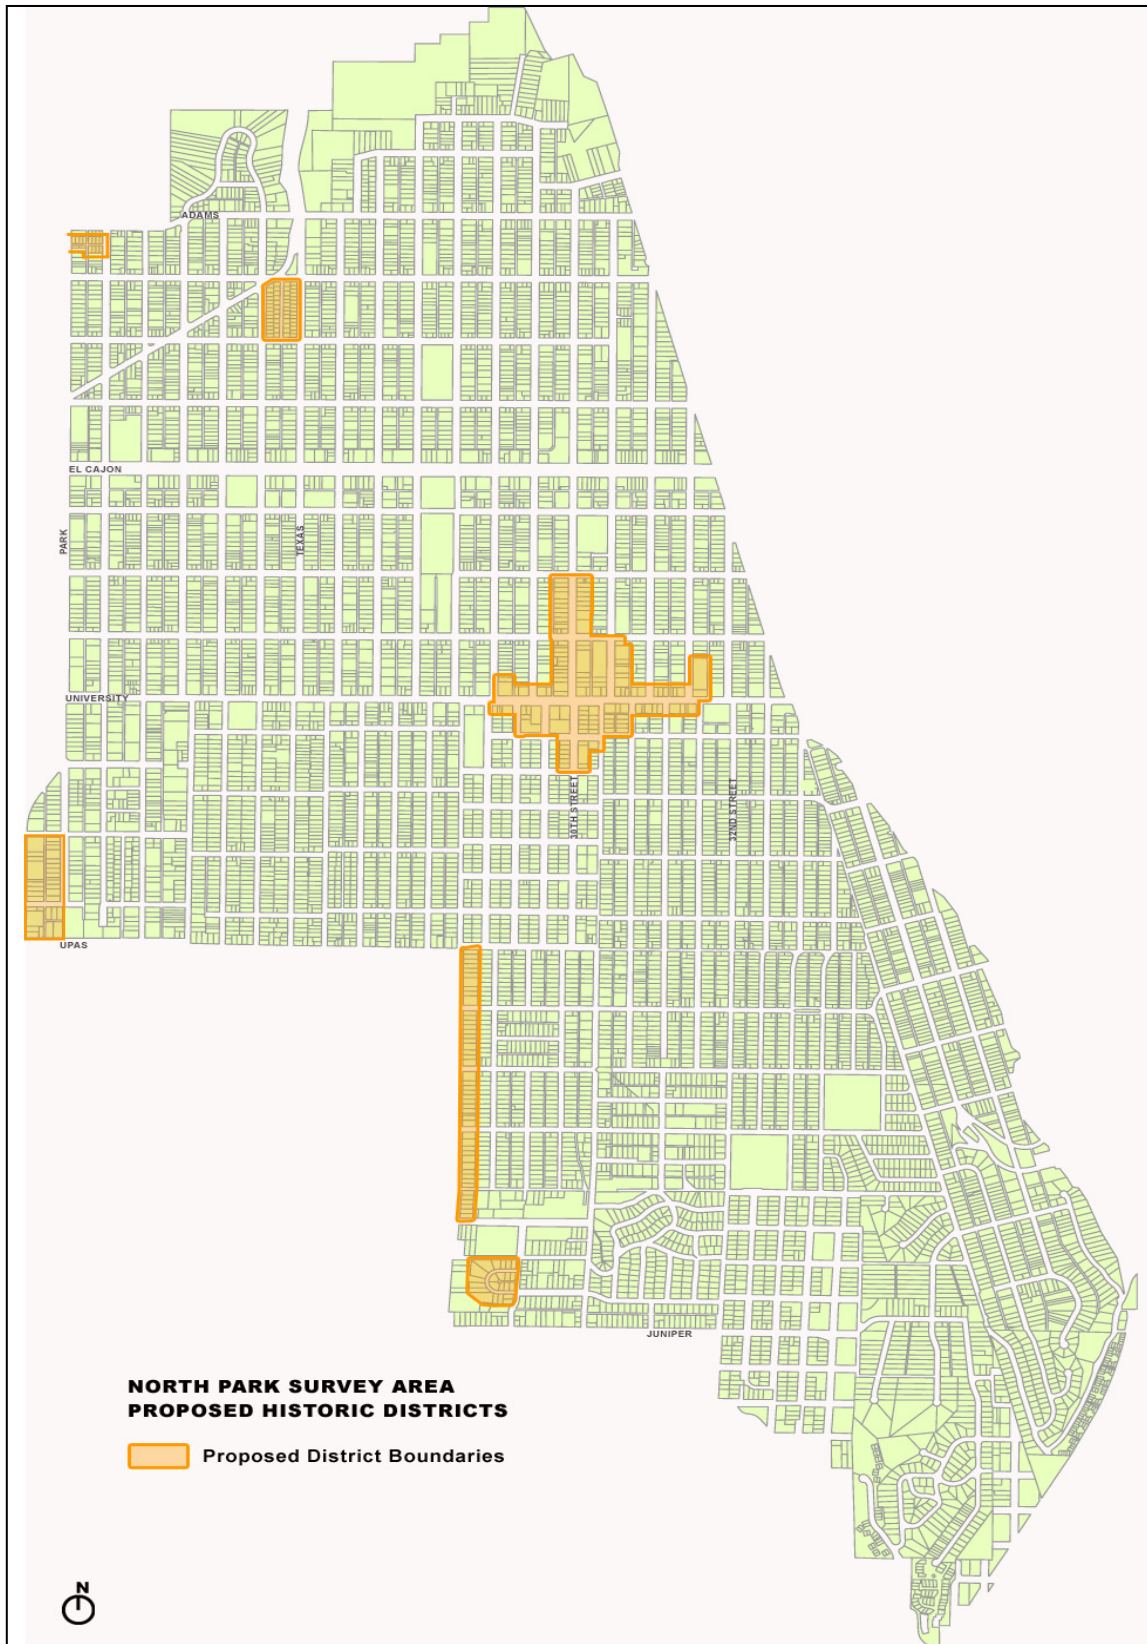 ADAMS
EL CAJON
PARK
TEXAS
UNIVERSITY
30TH STREET
32ND STREET
UPAS
JUNIPER
NORTH PARK SURVEY AREA
PROPOSED HISTORIC DISTRICTS
Proposed District Boundaries
N